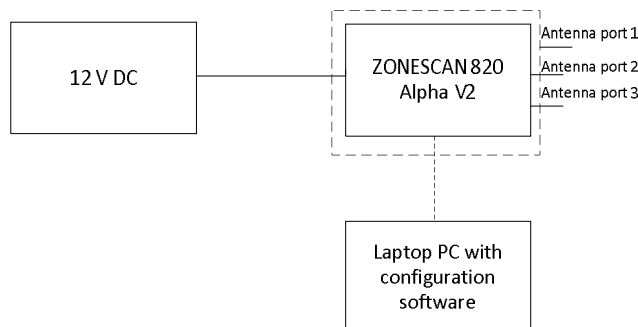 12 V DC
ZONESCAN 820
Alpha V2
Antenna port 1
Antenna port 2
Antenna port 3
Laptop PC with
configuration
software